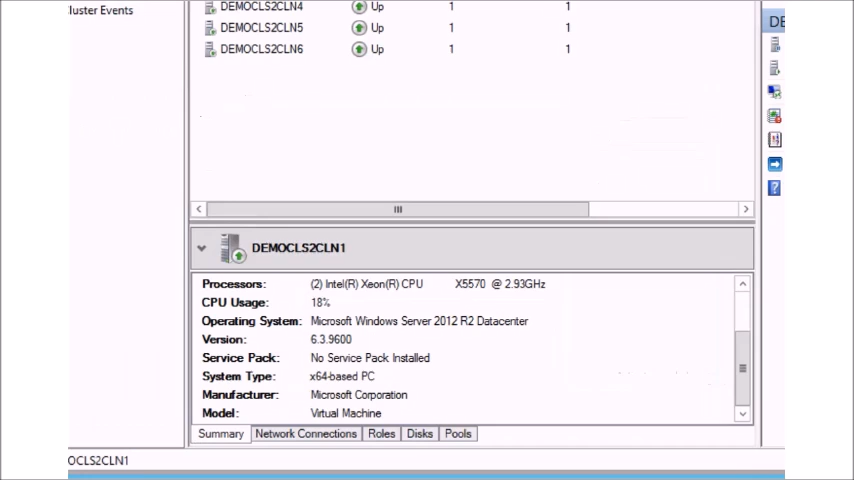 luster Events
DEMOCLS2CLN4 Up 1 1
DEMOCLS2CLN5 Up 1 1
DEMOCLS2CLN6 Up 1 1
DE
DEMOCLS2CLN1
Processors: (2) Intel(R) Xeon(R) CPU X5570 @ 2.93GHz
CPU Usage: 18%
Operating System: Microsoft Windows Server 2012 R2 Datacenter
Version: 6.3.9600
Service Pack: No Service Pack Installed
System Type: x64-based PC
Manufacturer: Microsoft Corporation
Model: Virtual Machine
Summary Network Connections Roles Disks Pools
OCLS2CLN1